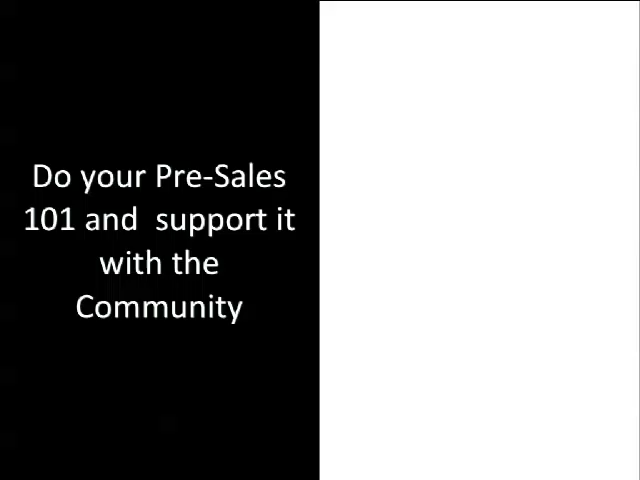 Do your Pre-Sales
101 and  support it
with the
Community